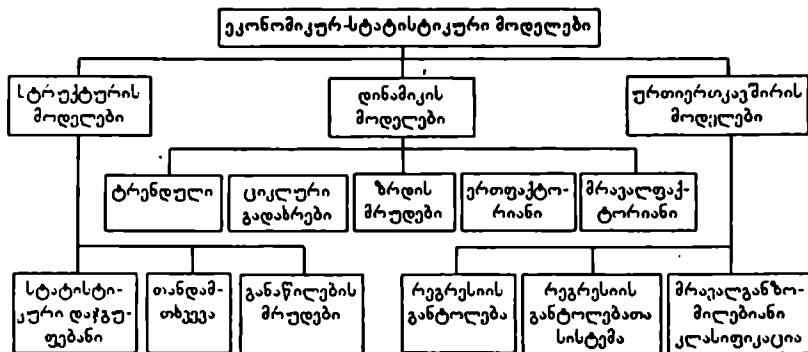 ეკონომიკურ-სტატისტიკური მოდელები
სტრუქტურის
მოდელები
დინამიკის
მოდელები
ურთიერთკავშირის
მოდელები
ტრენდული
ციკლური
გადახრები
ზრდის
მრუდები
ერთფაქტო-
რიანი
მრავალფაქ-
ტორიანი
სტატისტი-
კური დაჯგუ-
ფებანი
თანდამ-
თხვევა
განაწილების
მრუდები
რეგრესიის
განტოლება
რეგრესიის
განტოლებათა
სისტემა
მრავალგანზო-
მილებიანი
კლასიფიკაცია